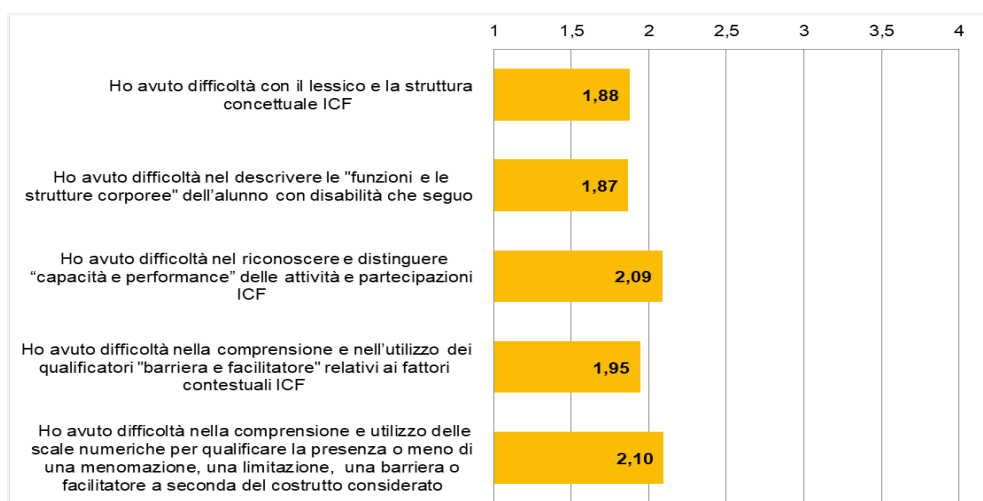 1 1,5 2 2,5 3 3,5 4
Ho avuto difficoltà con il lessico e la struttura
concettuale ICF
1,88
Ho avuto difficoltà nel descrivere le "funzioni e le
strutture corporee" dell'alunno con disabilità che seguo
1,87
Ho avuto difficoltà nel riconoscere e distinguere
“capacità e performance” delle attività e partecipazioni
ICF
2,09
Ho avuto difficoltà nella comprensione e nell’utilizzo dei
qualificatori "barriera e facilitatore" relativi ai fattori
contestuali ICF
1,95
Ho avuto difficoltà nella comprensione e utilizzo delle
scale numeriche per qualificare la presenza o meno di
una menomazione, una limitazione, una barriera o
facilitatore a seconda del costrutto considerato
2,10